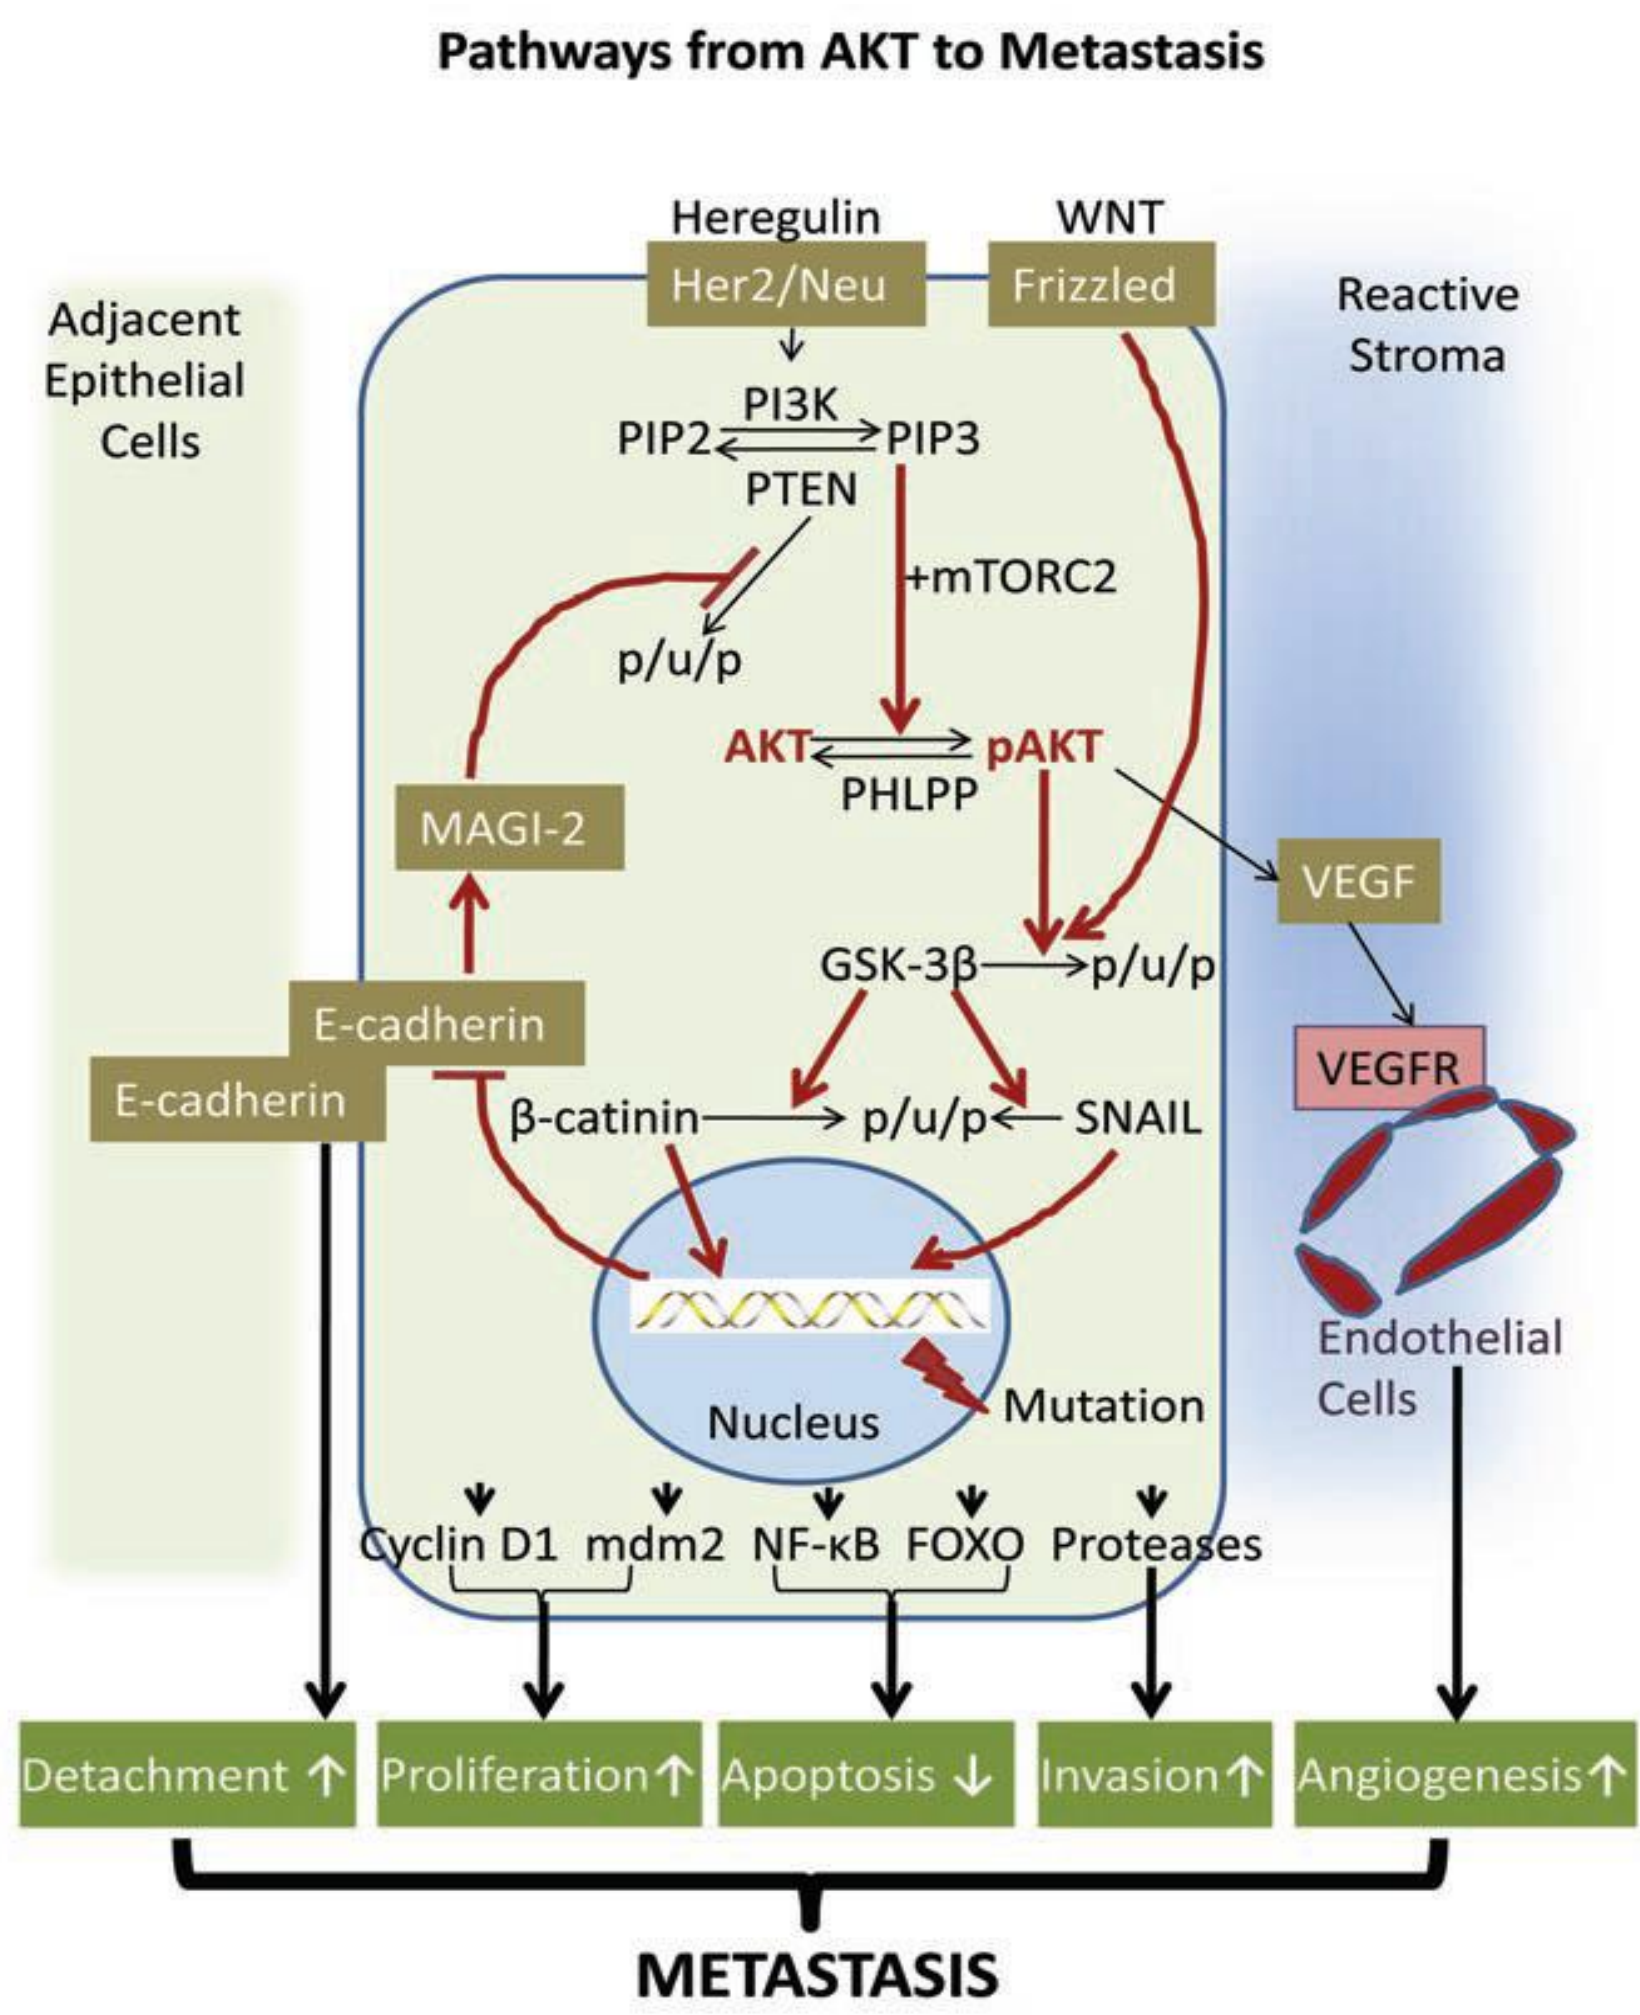 Pathways from AKT to Metastasis
Heregulin
WNT
Her2/Neu
Frizzled
Adjacent
Epithelial
Cells
Reactive
Stroma
PI3K
PIP2
PIP3
PTEN
+mTORC2
p/u/p
AKT
pAKT
PHLPP
MAGI-2
VEGF
GSK-3β
p/u/p
E-cadherin
E-cadherin
VEGFR
β-catinin
p/u/p
SNAIL
Endothelial
Cells
Mutation
Nucleus
Cyclin D1 mdm2 NF-κB FOXO Proteases
Detachment ↑
Proliferation ↑
Apoptosis ↓
Invasion ↑
Angiogenesis ↑
METASTASIS